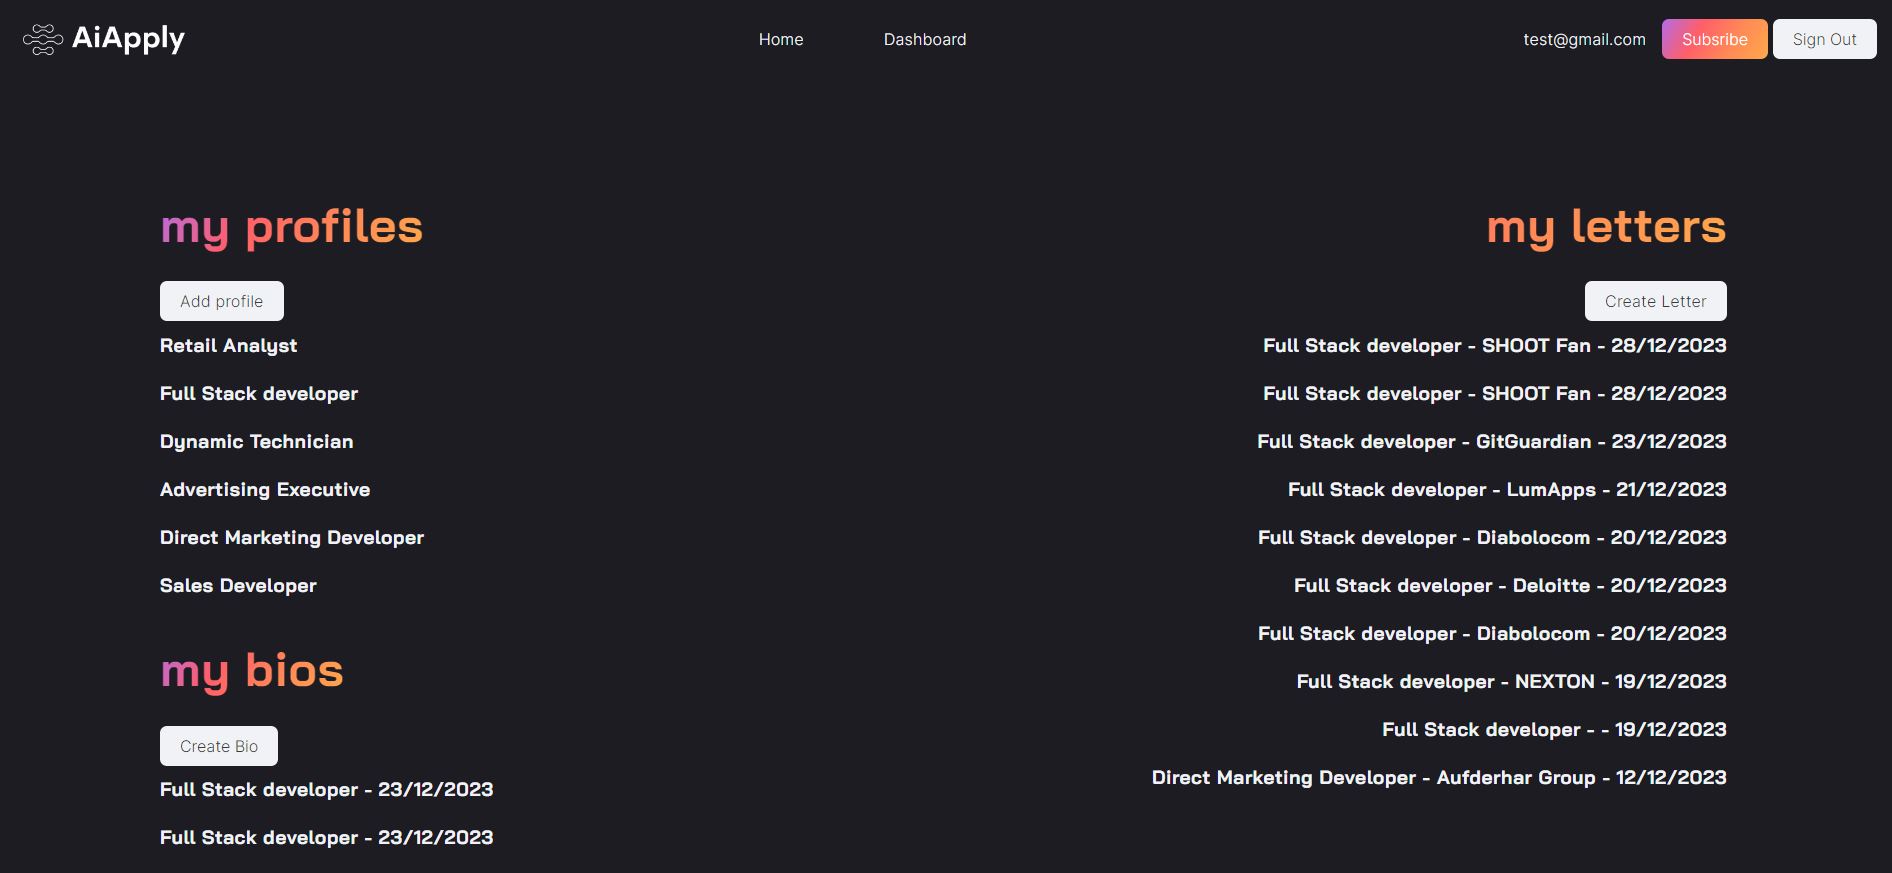 AiApply
Home
Dashboard
test@gmail.com
Subsribe
Sign Out
my profiles
Add profile
Retail Analyst
Full Stack developer
Dynamic Technician
Advertising Executive
Direct Marketing Developer
Sales Developer
my bios
Create Bio
Full Stack developer - 23/12/2023
Full Stack developer - 23/12/2023
my letters
Create Letter
Full Stack developer - SHOOT Fan - 28/12/2023
Full Stack developer - SHOOT Fan - 28/12/2023
Full Stack developer - GitGuardian - 23/12/2023
Full Stack developer - LumApps - 21/12/2023
Full Stack developer - Diabolocom - 20/12/2023
Full Stack developer - Deloitte - 20/12/2023
Full Stack developer - Diabolocom - 20/12/2023
Full Stack developer - NEXTON - 19/12/2023
Full Stack developer - - 19/12/2023
Direct Marketing Developer - Aufderhar Group - 12/12/2023